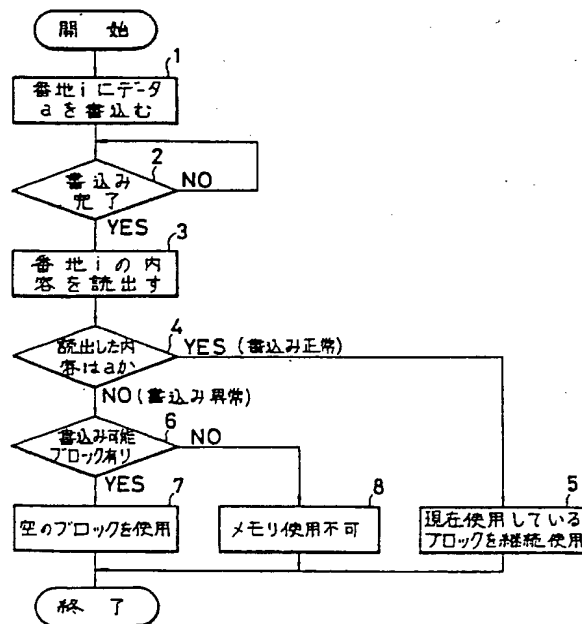 開始
1
番地iにデータ
aを書込む
2
書込み
完了
NO
YES
3
番地iの内
容を読出す
4
読出した内
容はaか
YES (書込み正常)
NO (書込み異常)
6
書込み可能
ブロック有り
NO
YES
7
空のブロックを使用
8
メモリ使用不可
5
現在使用している
ブロックを継続使用
終了